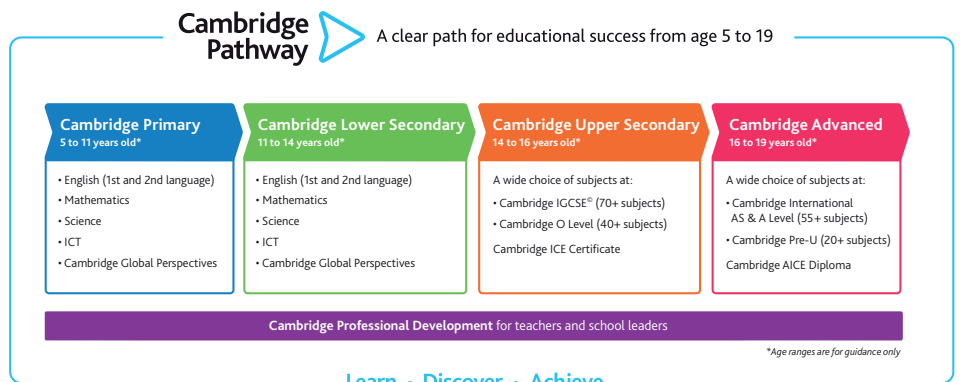 Cambridge
Pathway
A clear path for educational success from age 5 to 19
Cambridge Primary
5 to 11 years old*
• English (1st and 2nd language)
• Mathematics
• Science
• ICT
• Cambridge Global Perspectives
Cambridge Lower Secondary
11 to 14 years old*
• English (1st and 2nd language)
• Mathematics
• Science
• ICT
• Cambridge Global Perspectives
Cambridge Upper Secondary
14 to 16 years old*
A wide choice of subjects at:
• Cambridge IGCSE© (70+ subjects)
• Cambridge O Level (40+ subjects)
Cambridge ICE Certificate
Cambridge Advanced
16 to 19 years old*
A wide choice of subjects at:
• Cambridge International
AS & A Level (55+ subjects)
• Cambridge Pre-U (20+ subjects)
Cambridge AICE Diploma
Cambridge Professional Development for teachers and school leaders
*Age ranges are for guidance only
Learn • Discover • Achieve